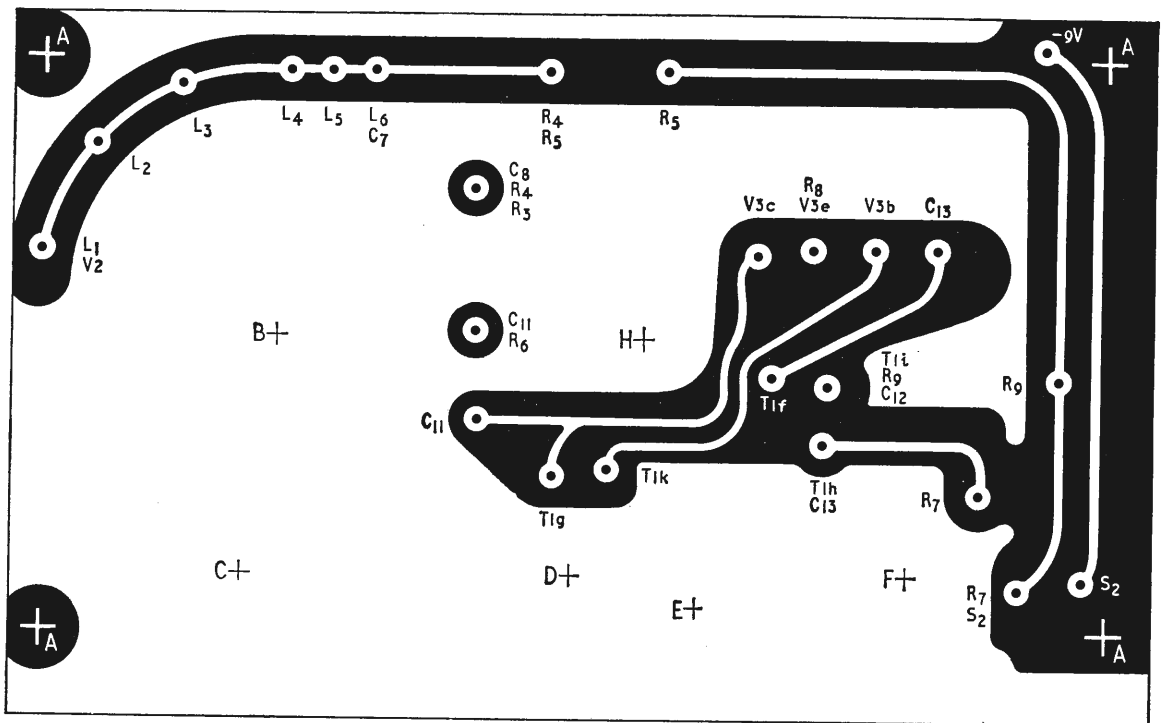 A
-9V
A
L3
L4
L5
L6
C7
R4
R5
R5
L2
C8
R4
R3
R8
V3c
V3e
V3b
C13
L1
V2
B
C11
R6
H
T1i
R9
C12
R9
T1f
C11
T1k
T1h
C13
R7
T1g
C
D
E
F
R7
S2
S2
A
A